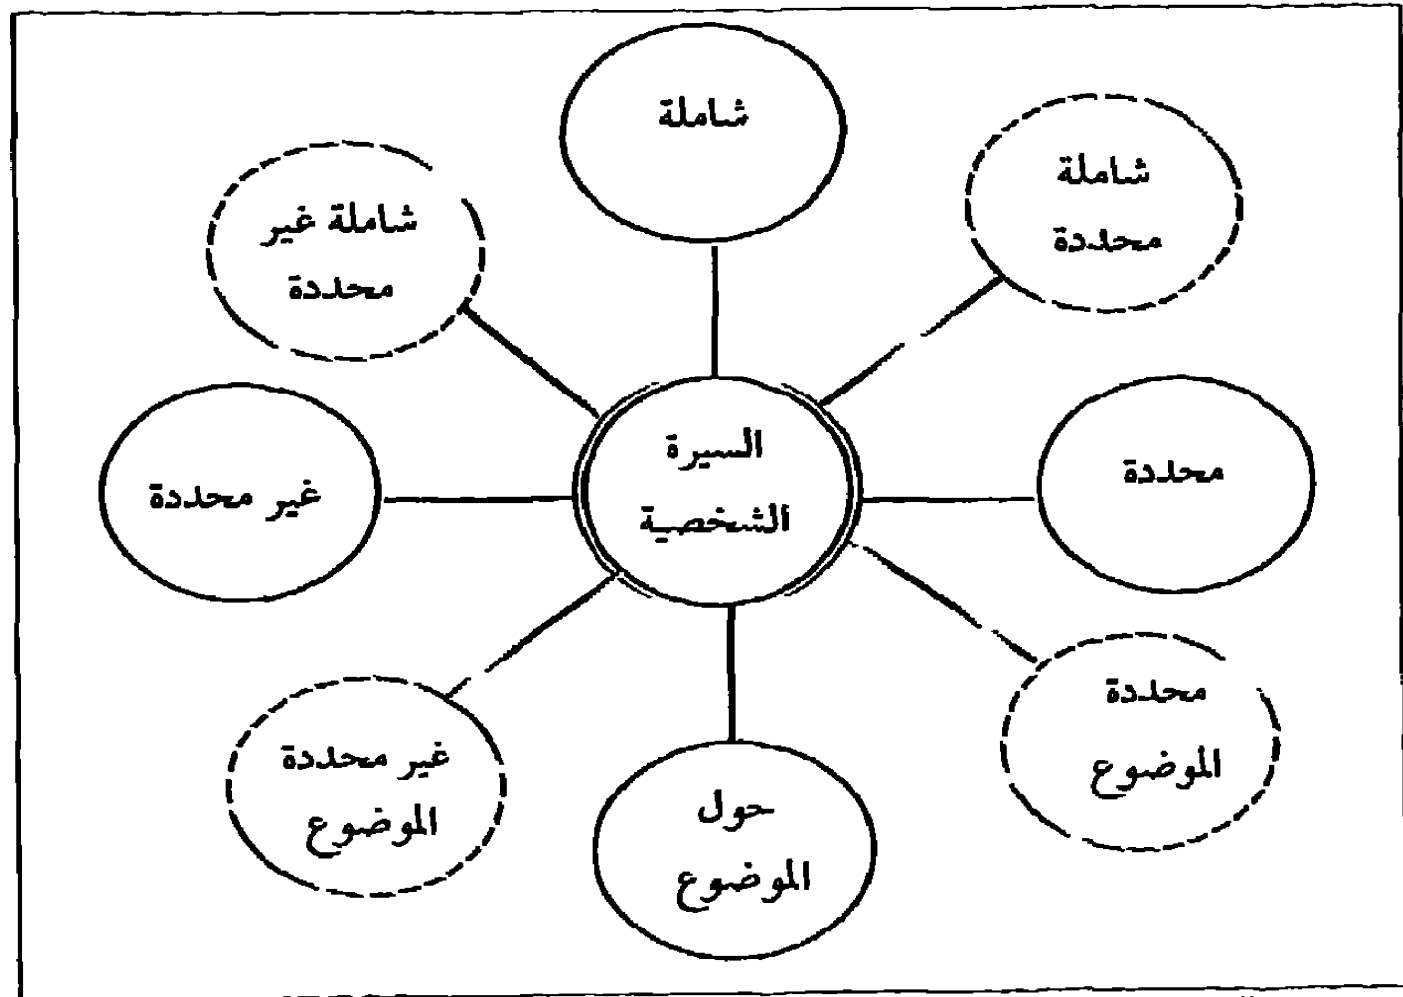 شاملة
شاملة
محددة
شاملة غير
محددة
السيرة
الشخصية
محددة
غير محددة
محددة
الموضوع
غير محددة
الموضوع
حول
الموضوع